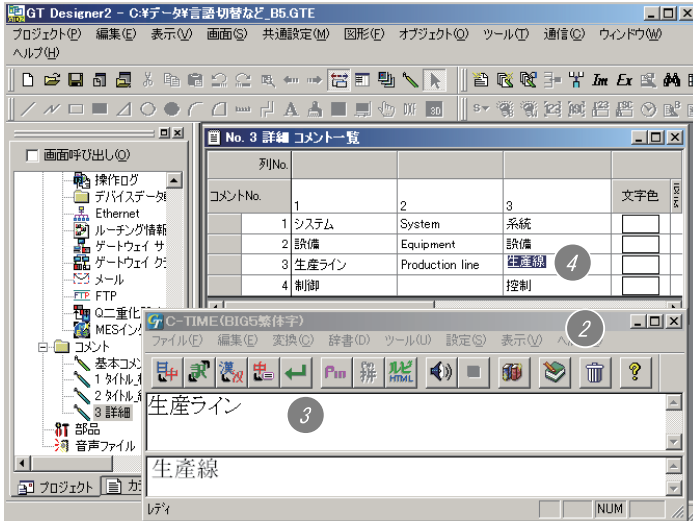 GT Designer2 - C:¥データ¥言語切替など_B5.GTE
プロジェクト(P) 編集(E) 表示(V) 画面(S) 共通設定(M) 図形(F) オブジェクト(O) ツール(T) 通信(C) ウィンドウ(W)
ヘルプ(H)
Im Ex
A DXF 3D S
画面呼び出し(Q)
操作ログ
デバイスデータ
Ethernet
ルーチング情報
ゲートウェイ サ
ゲートウェイ ク
メール
FTP FTP
Q二重化
MESイン
コメント
基本コメン
1 タイトル
2 タイトル
3 詳細
部品
音声ファイル
プロジェクト カ
No. 3 詳細 コメント一覧
列No.
コメントNo. 1 2 3 文字色
1 システム System 系統
2 設備 Equipment 設備
3 生産ライン Production line 生產線 4
4 制御 控制
C-TIME(BIG5繁体字) 2
ファイル(F) 編集(E) 変換(C) 辞書(D) ツール(U) 設定(S) 表示(V) ヘ
Pin ルビ HTML ?
生産ライン 3
生產線
レディ NUM